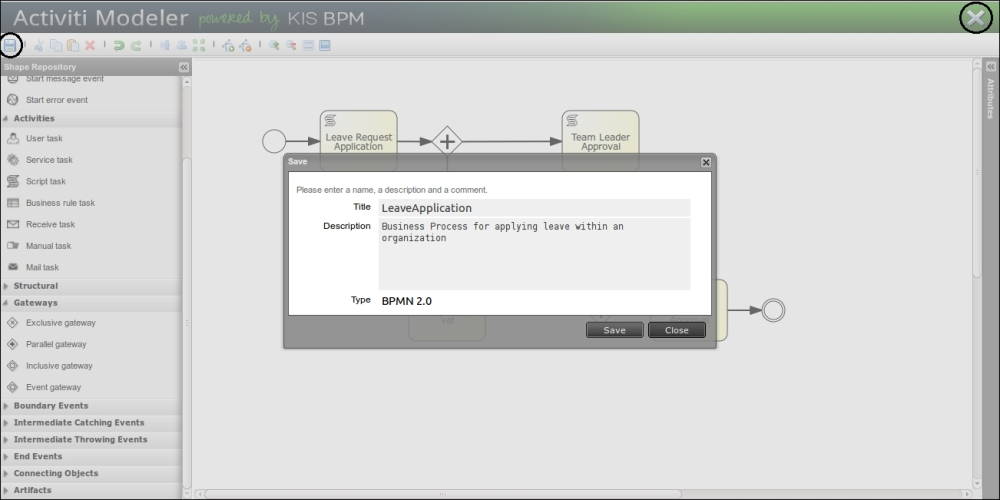 Activiti Modeler powered by KIS BPM
Shape Repository
Start message event
Start error event
Activities
User task
Service task
Script task
Business rule task
Receive task
Manual task
Mail task
Structural
Gateways
Exclusive gateway
Parallel gateway
Inclusive gateway
Event gateway
Boundary Events
Intermediate Catching Events
Intermediate Throwing Events
End Events
Connecting Objects
Artifacts
Leave Request
Application
Team Leader
Approval
Save
Please enter a name, a description and a comment.
Title LeaveApplication
Description Business Process for applying leave within an
organization
Type BPMN 2.0
Save Close
Attributes